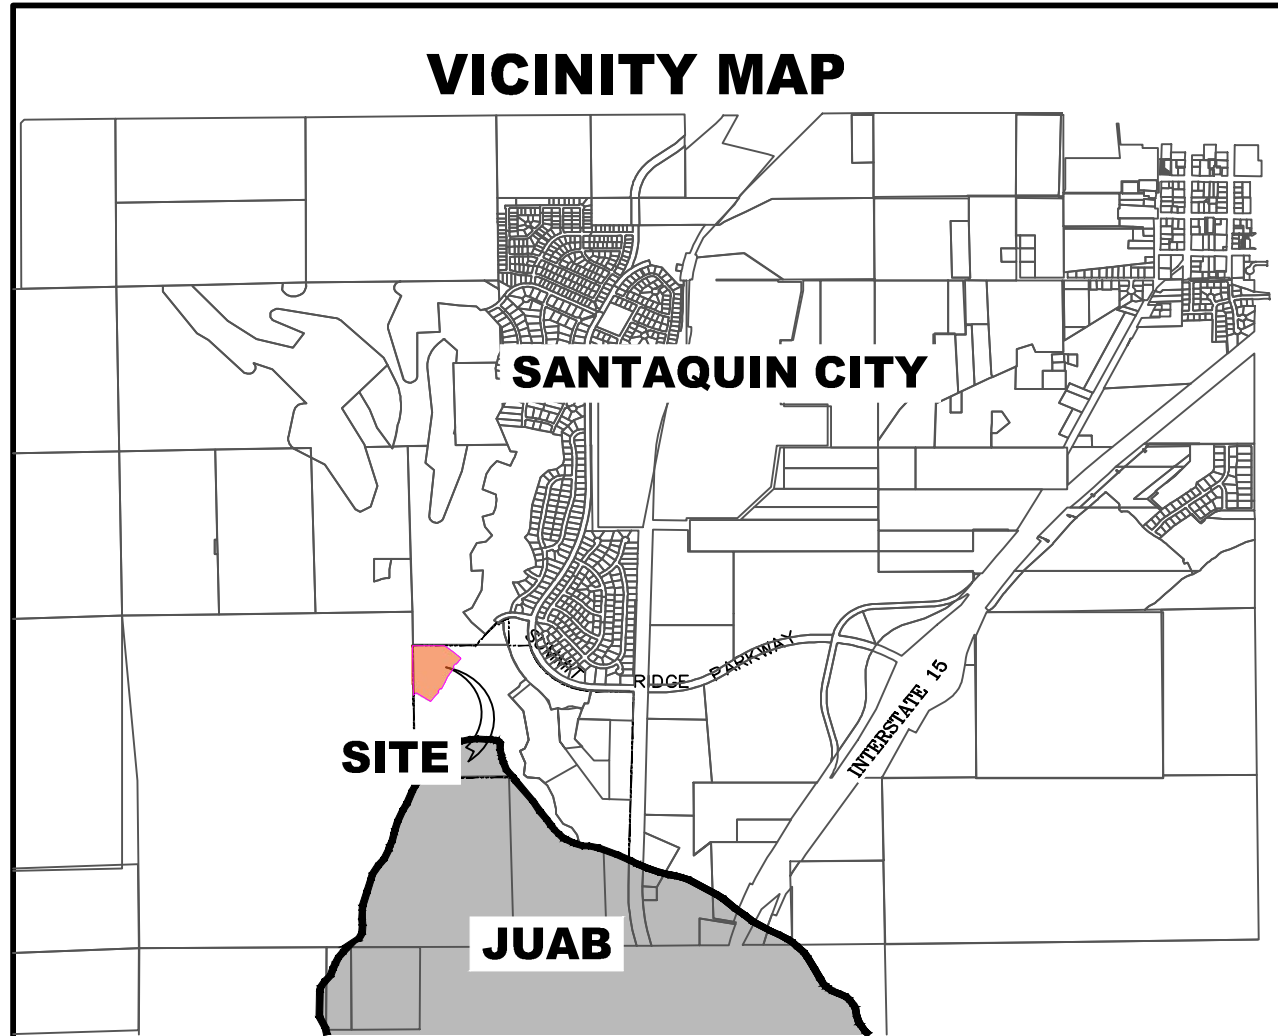 VICINITY MAP
SANTAQUIN CITY
SUMMIT RIDGE PARKWAY
INTERSTATE 15
SITE
JUAB